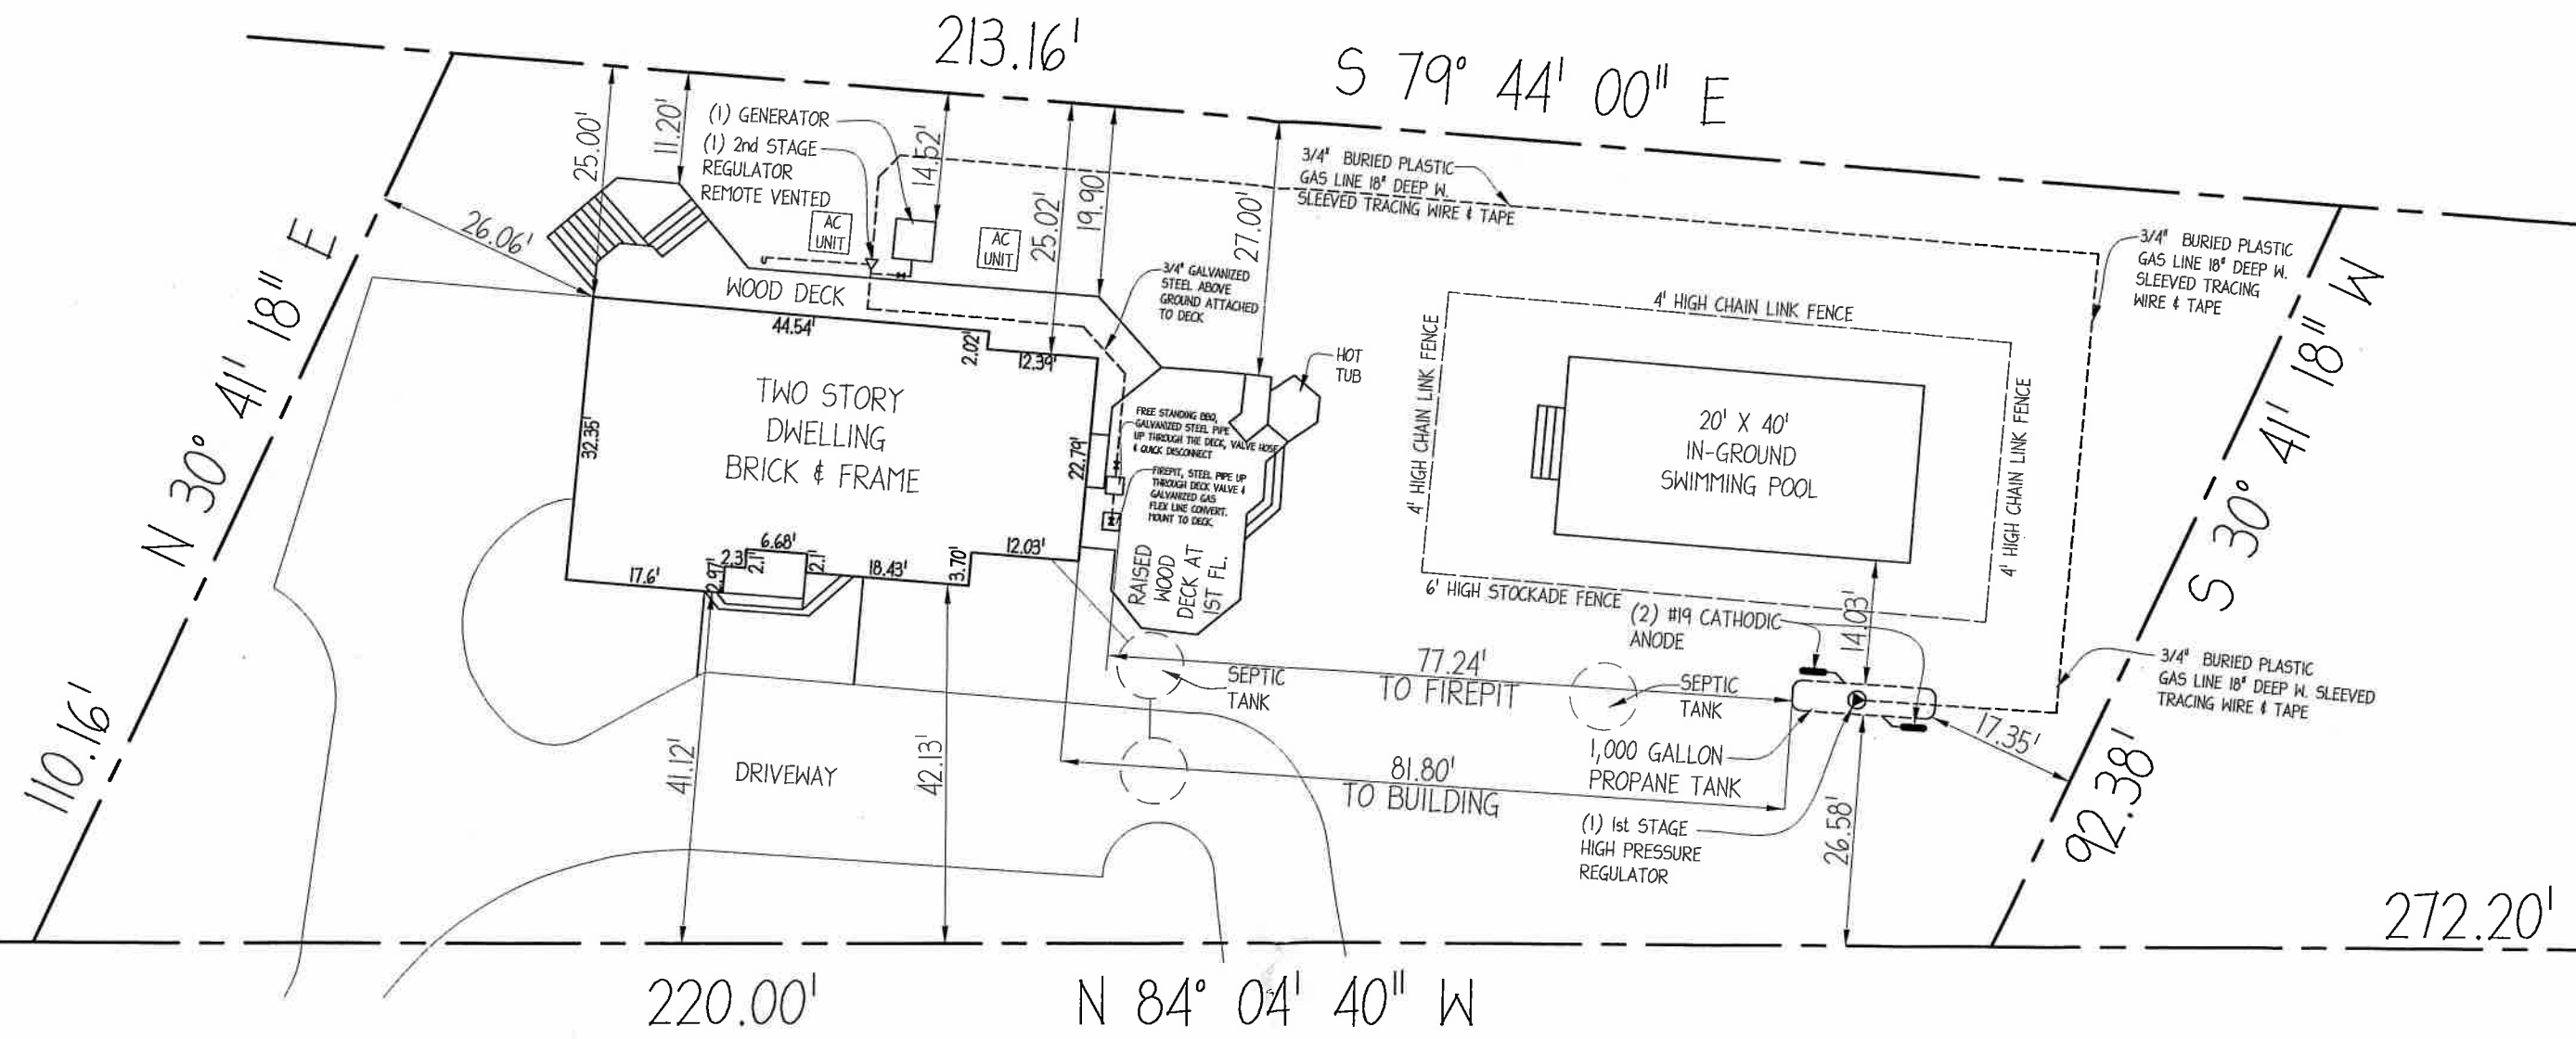 213.16'
S 79° 44' 00" E
25.00'
11.20'
(1) GENERATOR
(1) 2nd STAGE
REGULATOR
REMOTE VENTED
14.52'
25.02'
19.90'
27.00'
3/4" BURIED PLASTIC
GAS LINE 18" DEEP W.
SLEEVED TRACING WIRE & TAPE
3/4" BURIED PLASTIC
GAS LINE 18" DEEP W.
SLEEVED TRACING
WIRE & TAPE
26.06'
AC
UNIT
AC
UNIT
3/4" GALVANIZED
STEEL ABOVE
GROUND ATTACHED
TO DECK
WOOD DECK
44.54'
2.02'
12.39'
HOT
TUB
4' HIGH CHAIN LINK FENCE
4' HIGH CHAIN LINK FENCE
4' HIGH CHAIN LINK FENCE
N 30° 41' 18" E
S 30° 41' 18" W
TWO STORY
DWELLING
BRICK & FRAME
32.35'
22.79'
FREE STANDING BBQ,
GALVANIZED STEEL PIPE
UP THROUGH THE DECK, VALVE HOSE
& QUICK DISCONNECT
FIREPIT, STEEL PIPE UP
THROUGH DECK VALVE &
GALVANIZED GAS
FLEX LINE CONVERT.
MOUNT TO DECK.
20' X 40'
IN-GROUND
SWIMMING POOL
17.6'
2.97'
2.3'
2.1'
6.68'
2.1'
18.43'
3.70'
12.03'
RAISED
WOOD
DECK AT
1ST FL.
6' HIGH STOCKADE FENCE
(2) #19 CATHODIC
ANODE
14.03'
77.24'
TO FIREPIT
SEPTIC
TANK
SEPTIC
TANK
3/4" BURIED PLASTIC
GAS LINE 18" DEEP W. SLEEVED
TRACING WIRE & TAPE
17.35'
110.16'
41.12'
DRIVEWAY
42.13'
81.80'
TO BUILDING
1,000 GALLON
PROPANE TANK
(1) 1st STAGE
HIGH PRESSURE
REGULATOR
26.58'
92.38'
272.20'
220.00'
N 84° 04' 40" W